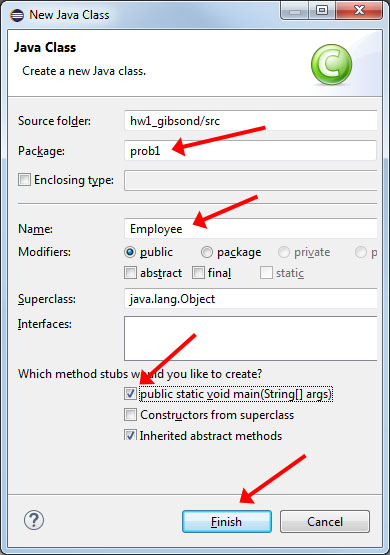 New Java Class
Java Class
Create a new Java class.
C
Source folder: hw1_gibsond/src
Package: prob1
Enclosing type:
Name: Employee
Modifiers: public package private p
abstract final static
Superclass: java.lang.Object
Interfaces:
Which method stubs would you like to create?
public static void main(String[] args)
Constructors from superclass
Inherited abstract methods
? Finish Cancel